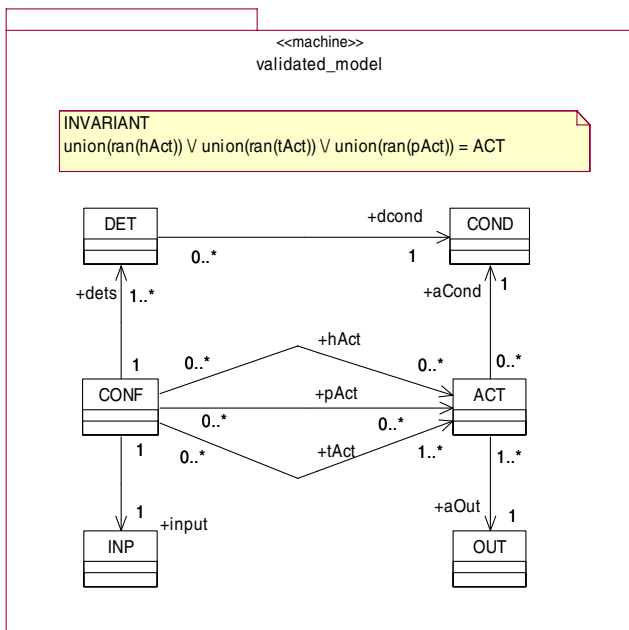 <<machine>>
validated_model
INVARIANT
union(ran(hAct)) \/ union(ran(tAct)) \/ union(ran(pAct)) = ACT
DET
+dcond
COND
0..*
1
+dets
1..*
+aCond
1
1
0..*
+hAct
0..*
0..*
CONF
+pAct
ACT
0..*
0..*
0..*
+tAct
1..*
1
1..*
1
+input
+aOut
1
INP
OUT